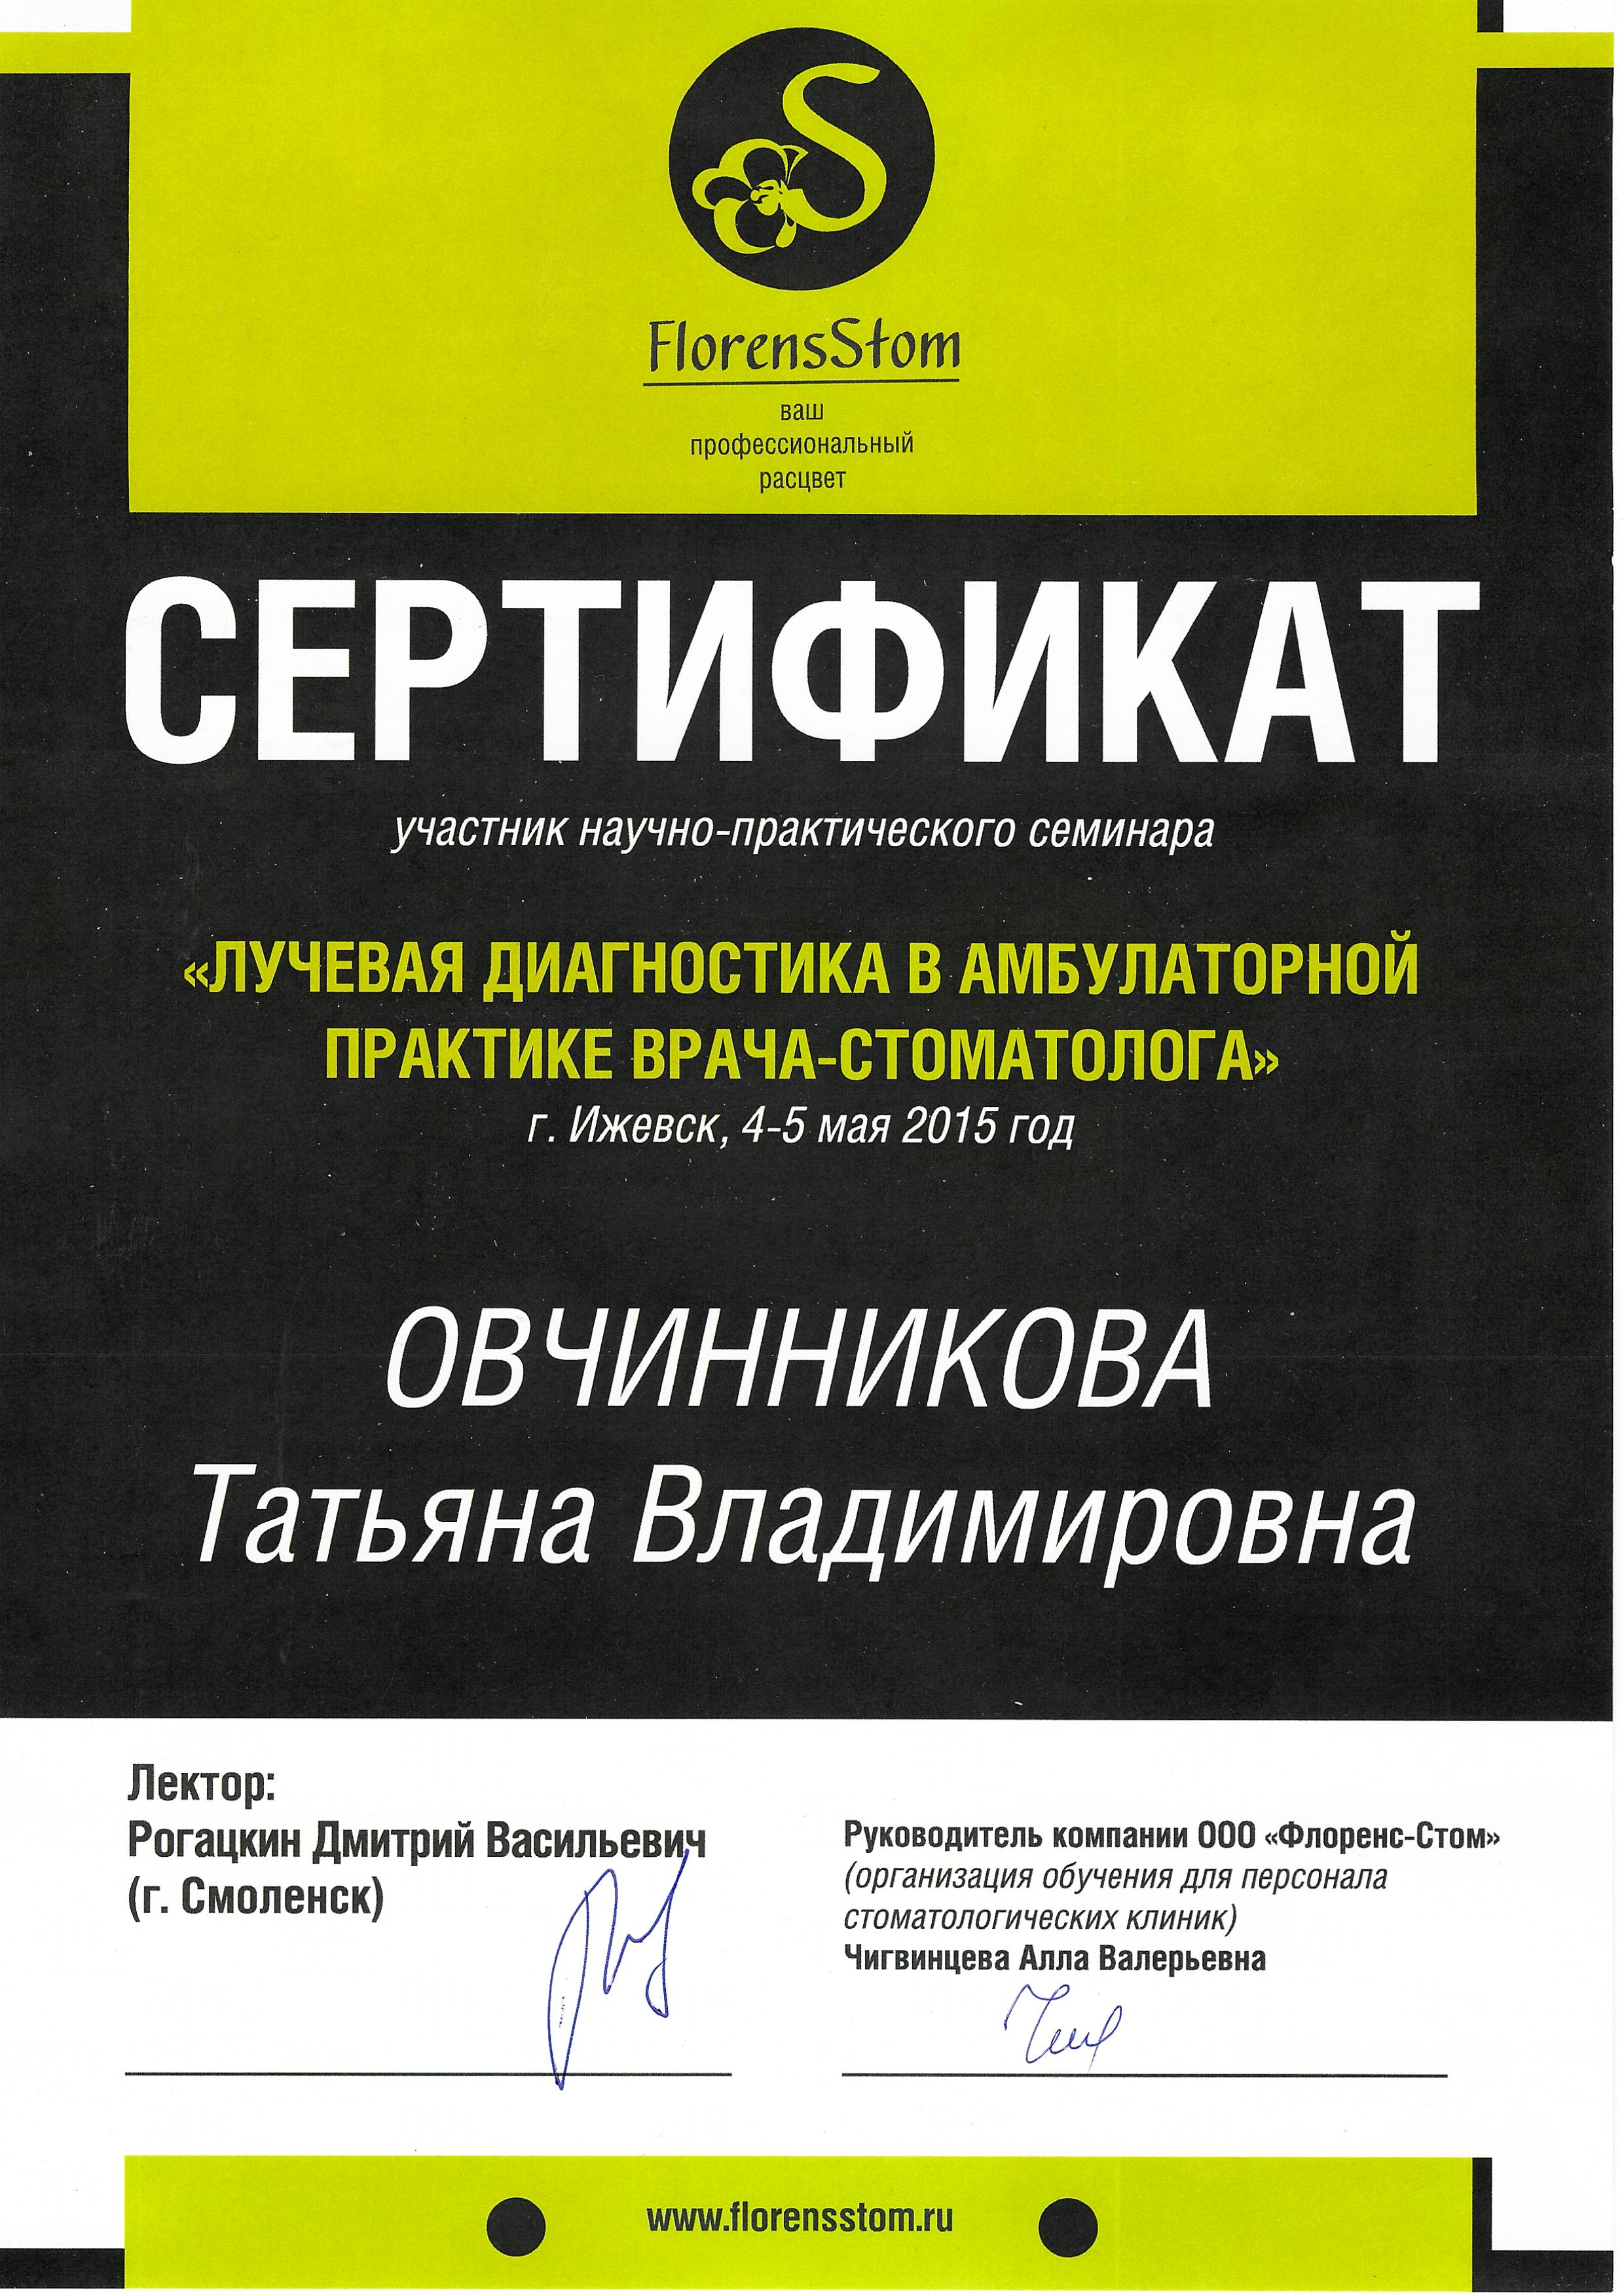 S
FlorensStom
ваш
профессиональный
расцвет
СЕРТИФИКАТ
участник научно-практического семинара
«ЛУЧЕВАЯ ДИАГНОСТИКА В АМБУЛАТОРНОЙ
ПРАКТИКЕ ВРАЧА-СТОМАТОЛОГА»
г. Ижевск, 4-5 мая 2015 год
ОВЧИННИКОВА
Татьяна Владимировна
Лектор:
Рогацкин Дмитрий Васильевич
(г. Смоленск)
Руководитель компании ООО «Флоренс-Стом»
(организация обучения для персонала
стоматологических клиник)
Чигвинцева Алла Валерьевна
www.florensstom.ru